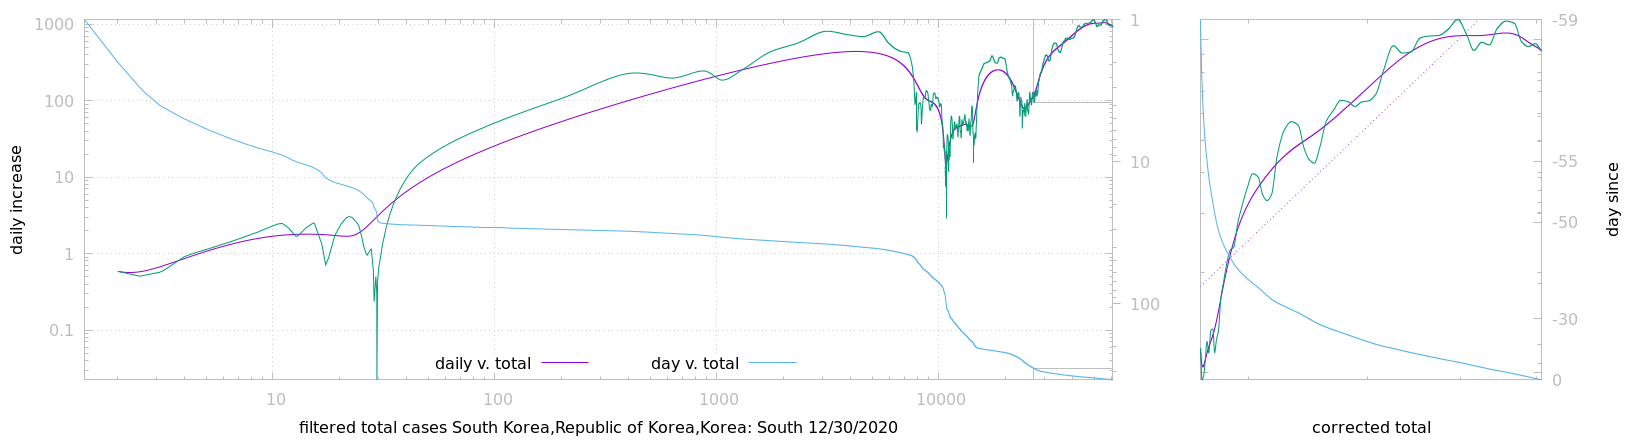 1000
100
10
1
0.1
daily increase
daily v. total
day v. total
10
100
1000
10000
filtered total cases South Korea,Republic of Korea,Korea: South 12/30/2020
1
10
100
-59
-55
-50
-30
0
day since
corrected total